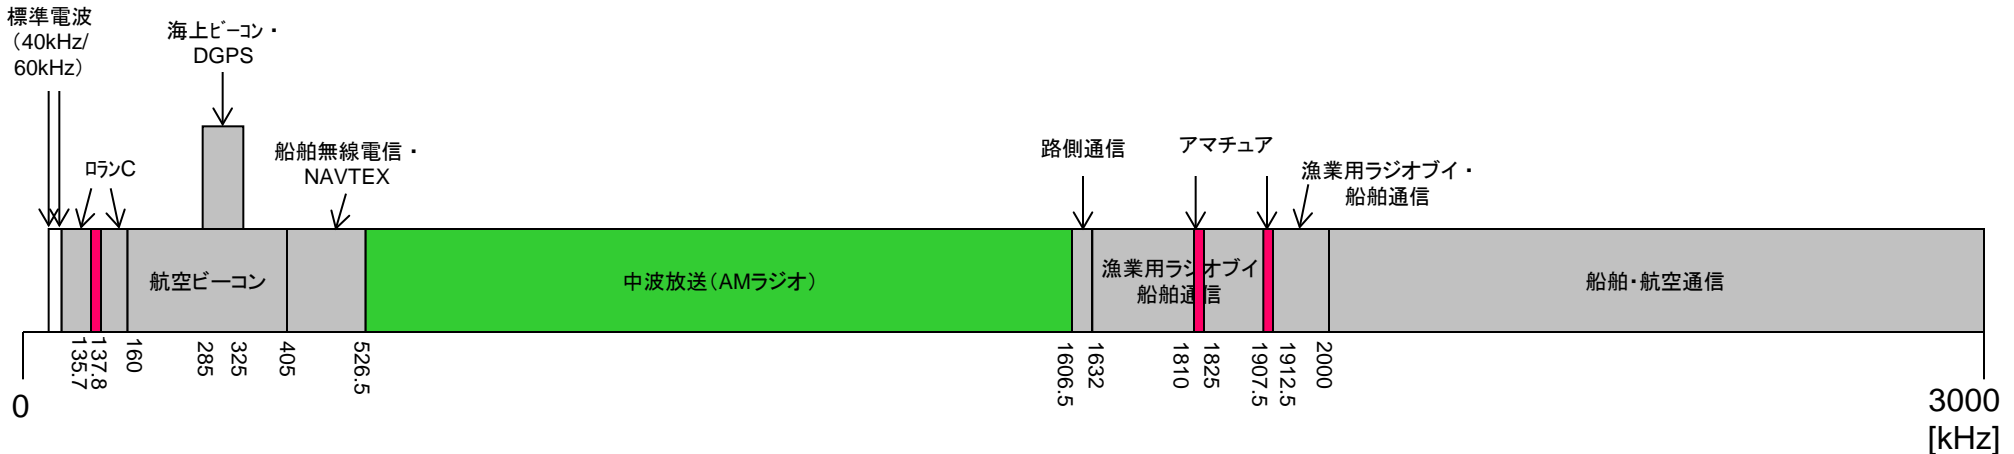 標準電波
（40kHz/
60kHz）
海上ﾋﾞｰｺﾝ・
DGPS
ﾛﾗﾝC
船舶無線電信・
NAVTEX
路側通信
アマチュア
漁業用ラジオブイ・
船舶通信
航空ビーコン
中波放送（AMラジオ）
漁業用ラジオブイ
船舶通信
船舶・航空通信
135.7
137.8
160
285
325
405
526.5
1606.5
1632
1810
1825
1907.5
1912.5
2000
0
3000
[kHz]